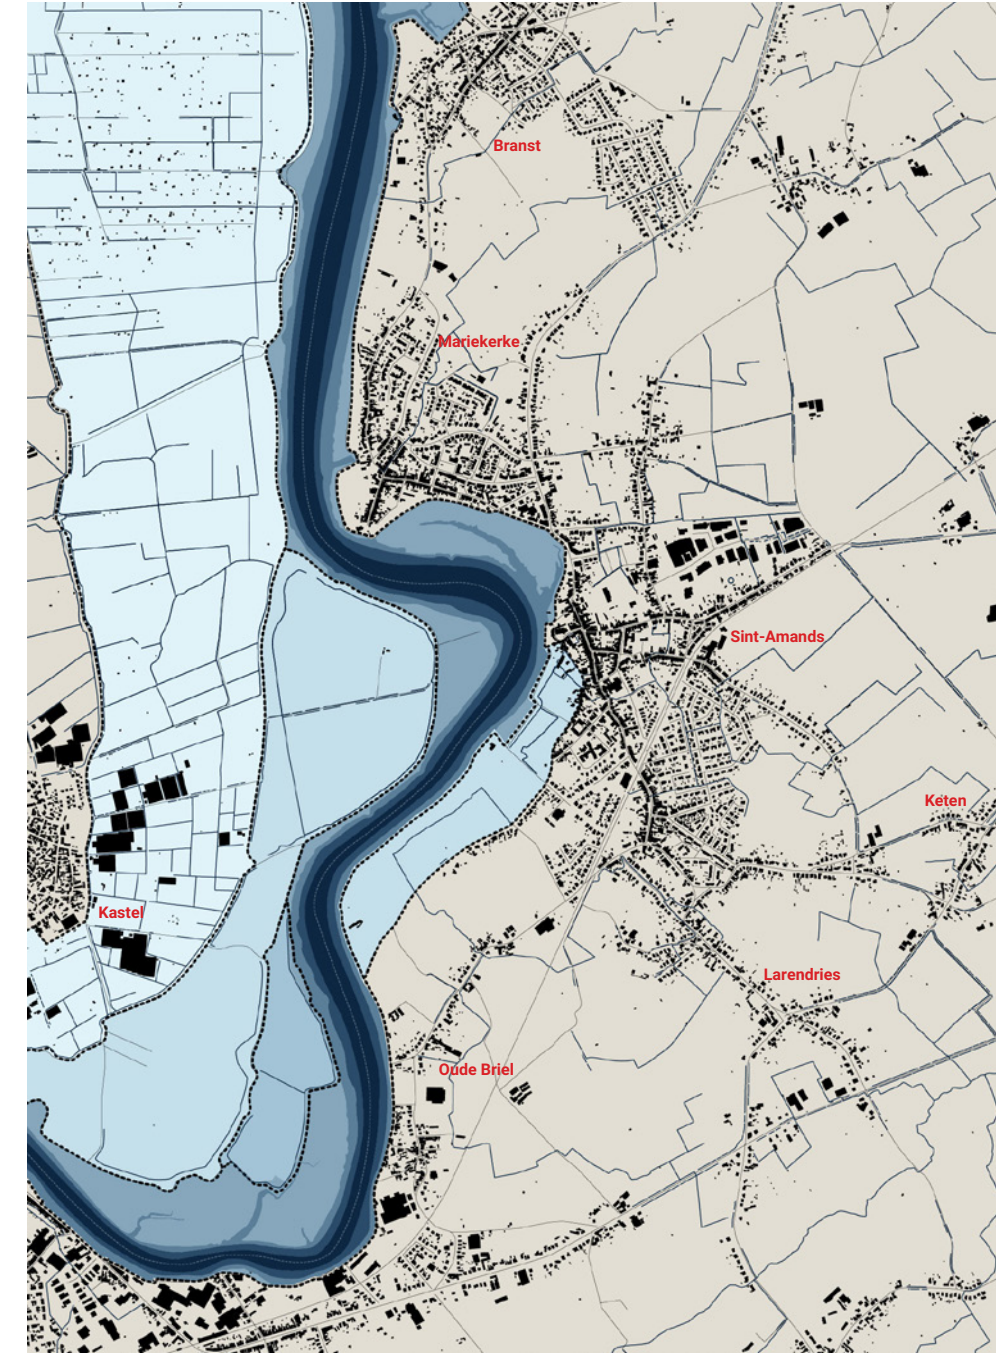 Branst
Mariekerke
Sint-Amands
Keten
Kastel
Larendries
Oude Briel